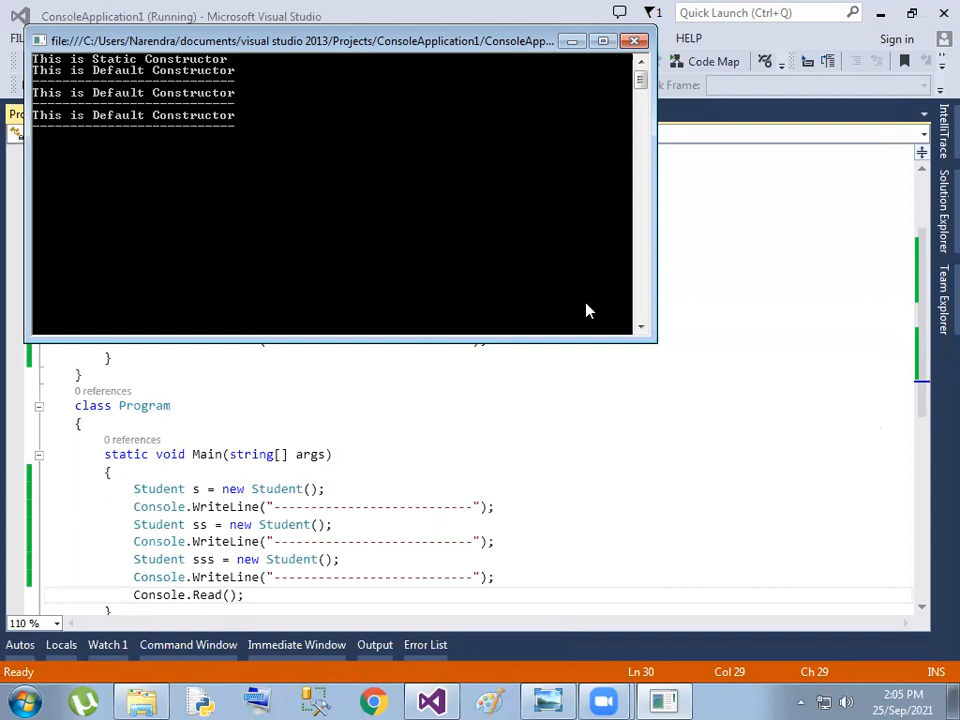 ConsoleApplication1 (Running) - Microsoft Visual Studio
1
Quick Launch (Ctrl+Q)
file:///C:/Users/Narendra/documents/visual studio 2013/Projects/ConsoleApplication1/ConsoleApp...
HELP
Sign in
This is Static Constructor
This is Default Constructor
---------------------------
This is Default Constructor
---------------------------
This is Default Constructor
---------------------------
Code Map
k Frame:
Pro
IntelliTrace
Solution Explorer
Team Explorer
}
}
0 references
class Program
{
0 references
static void Main(string[] args)
{
Student s = new Student();
Console.WriteLine("---------------------------");
Student ss = new Student();
Console.WriteLine("---------------------------");
Student sss = new Student();
Console.WriteLine("---------------------------");
Console.Read();
}
110 %
Autos Locals Watch 1 Command Window Immediate Window Output Error List
Ready Ln 30 Col 29 Ch 29 INS
2:05 PM
25/Sep/2021